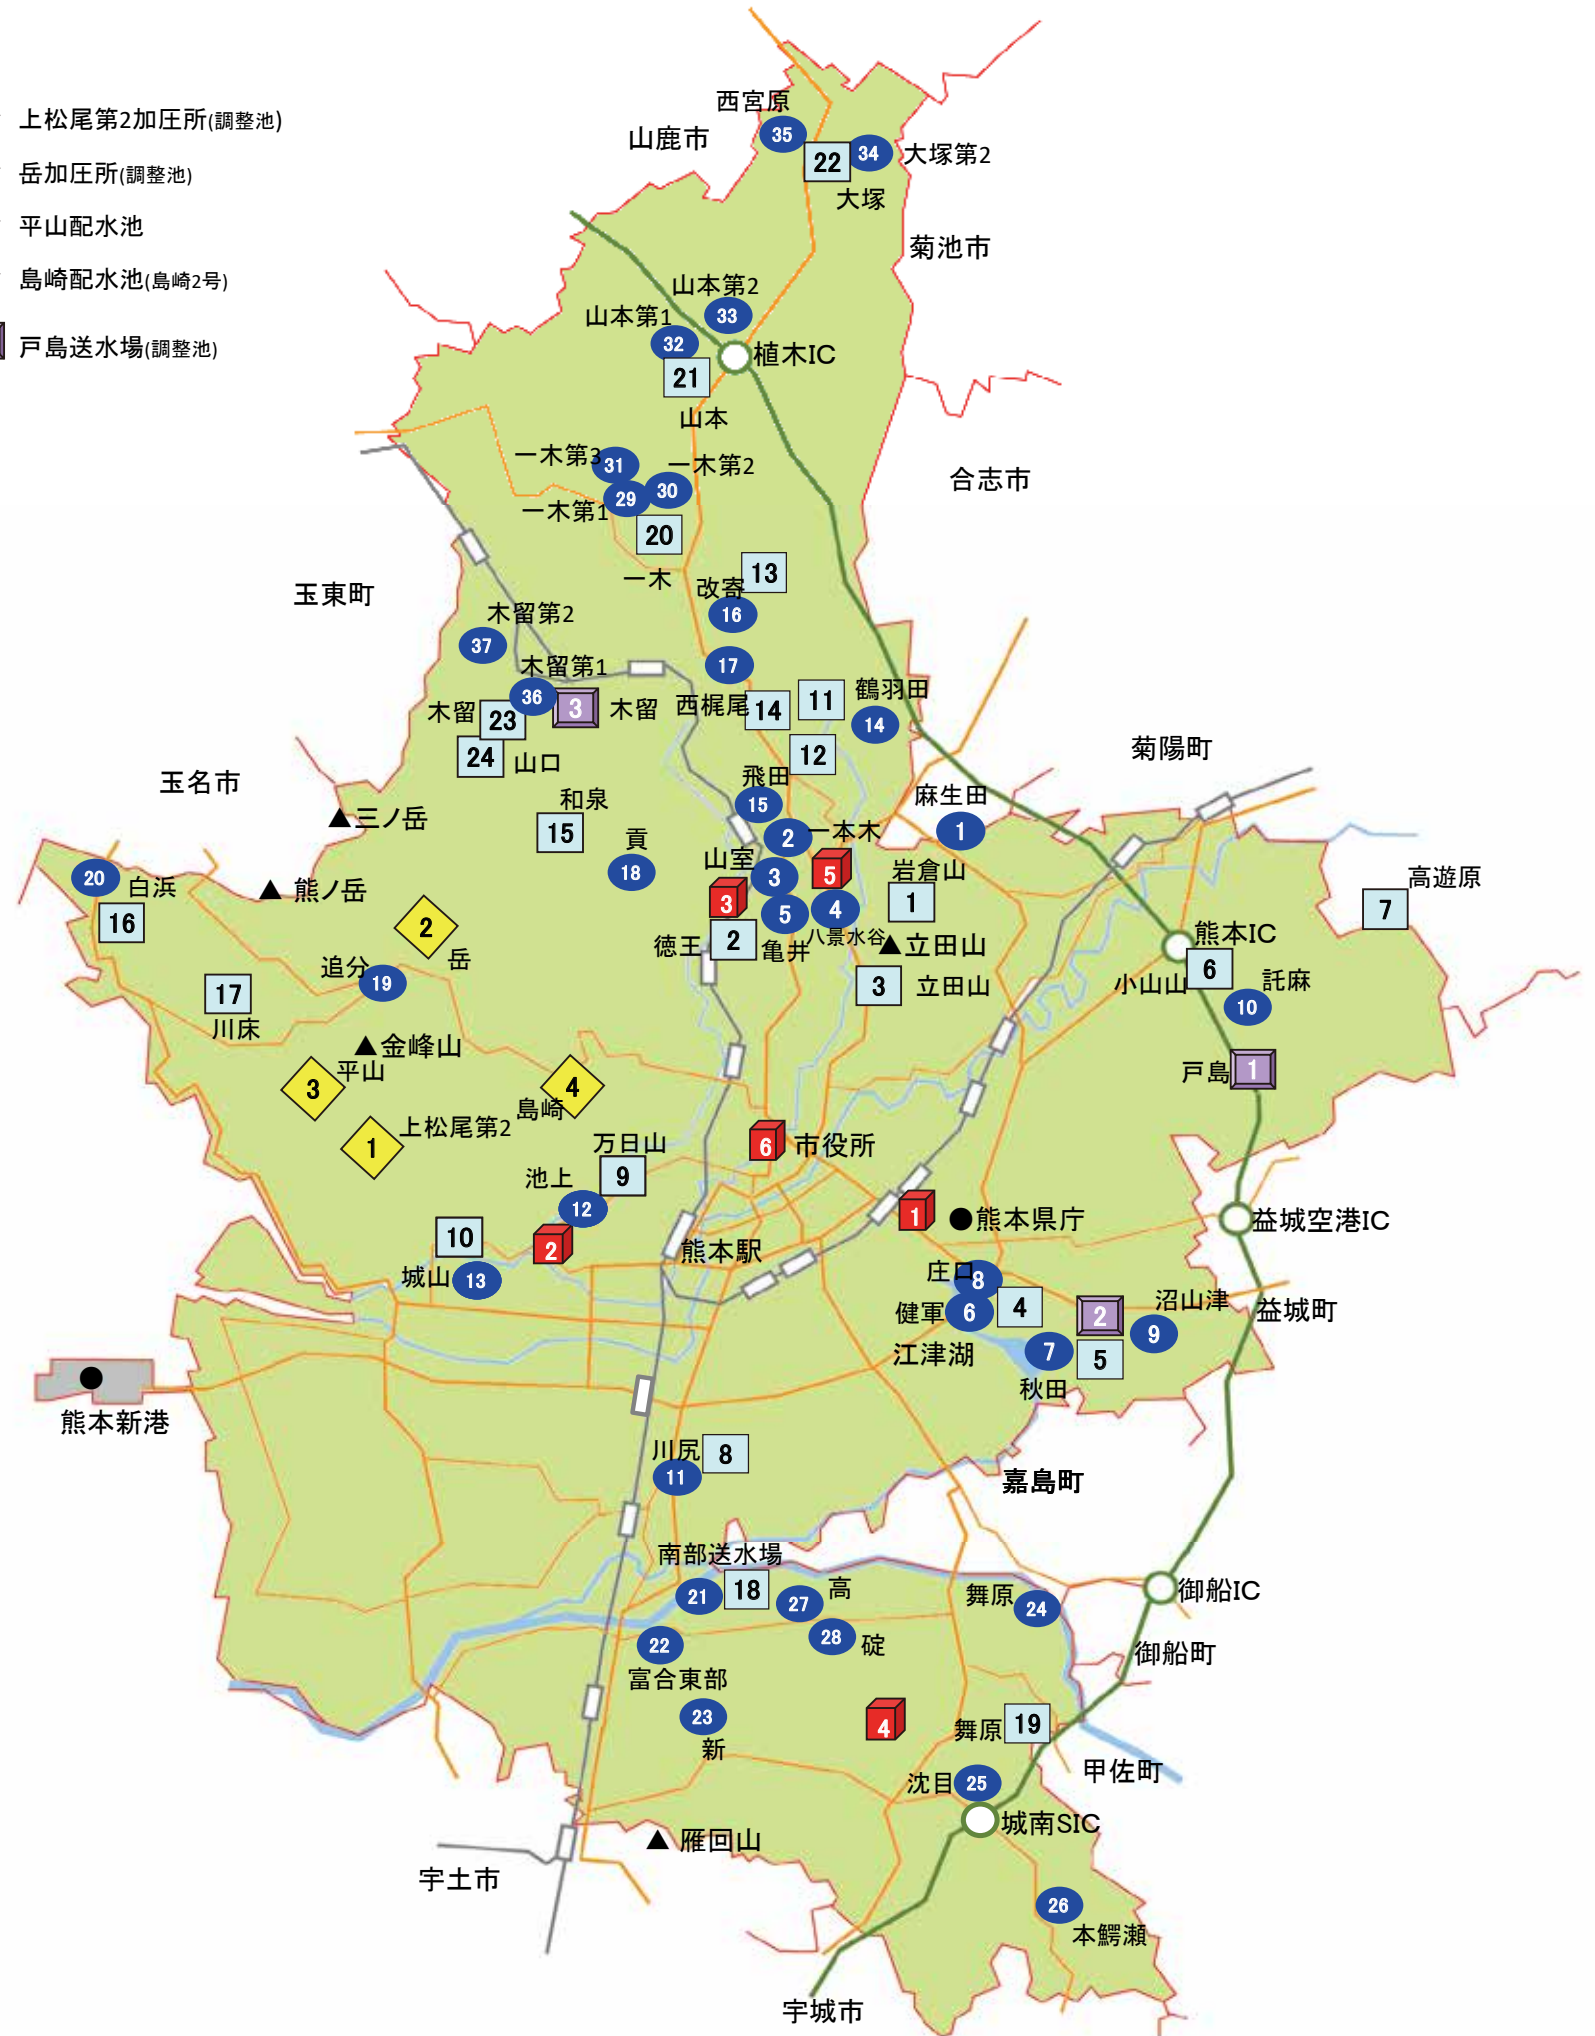 上松尾第2加圧所(調整池)
岳加圧所(調整池)
平山配水池
島崎配水池(島崎2号)
戸島送水場(調整池)
西宮原
35
山鹿市
22
34
大塚第2
大塚
菊池市
山本第2
33
山本第1
32
植木IC
21
山本
一木第3
31
一木第2
30
29
一木第1
20
合志市
一木
13
改寄
16
玉東町
木留第2
37
17
木留第1
36
3
木留
木留
23
24
山口
西梶尾
14
11
鶴羽田
14
12
菊陽町
玉名市
三ノ岳
和泉
15
飛田
15
麻生田
1
2
一本木
貢
18
山室
3
5
3
岩倉山
1
高遊原
7
20
白浜
16
熊ノ岳
2
岳
5
4
八景水谷
徳王
2
亀井
立田山
熊本IC
6
小山山
託麻
10
追分
19
17
川床
3
立田山
金峰山
平山
3
4
島崎
戸島
1
上松尾第2
1
万日山
9
6
市役所
池上
12
10
2
城山
13
熊本駅
1
熊本県庁
益城空港IC
庄口
8
健軍
6
4
2
沼山津
9
益城町
江津湖
7
5
秋田
熊本新港
川尻
8
11
嘉島町
南部送水場
21
18
27
高
舞原
24
御船IC
22
28
碇
御船町
富合東部
23
新
4
舞原
19
甲佐町
沈目
25
城南SIC
雁回山
宇土市
26
本鰐瀬
宇城市